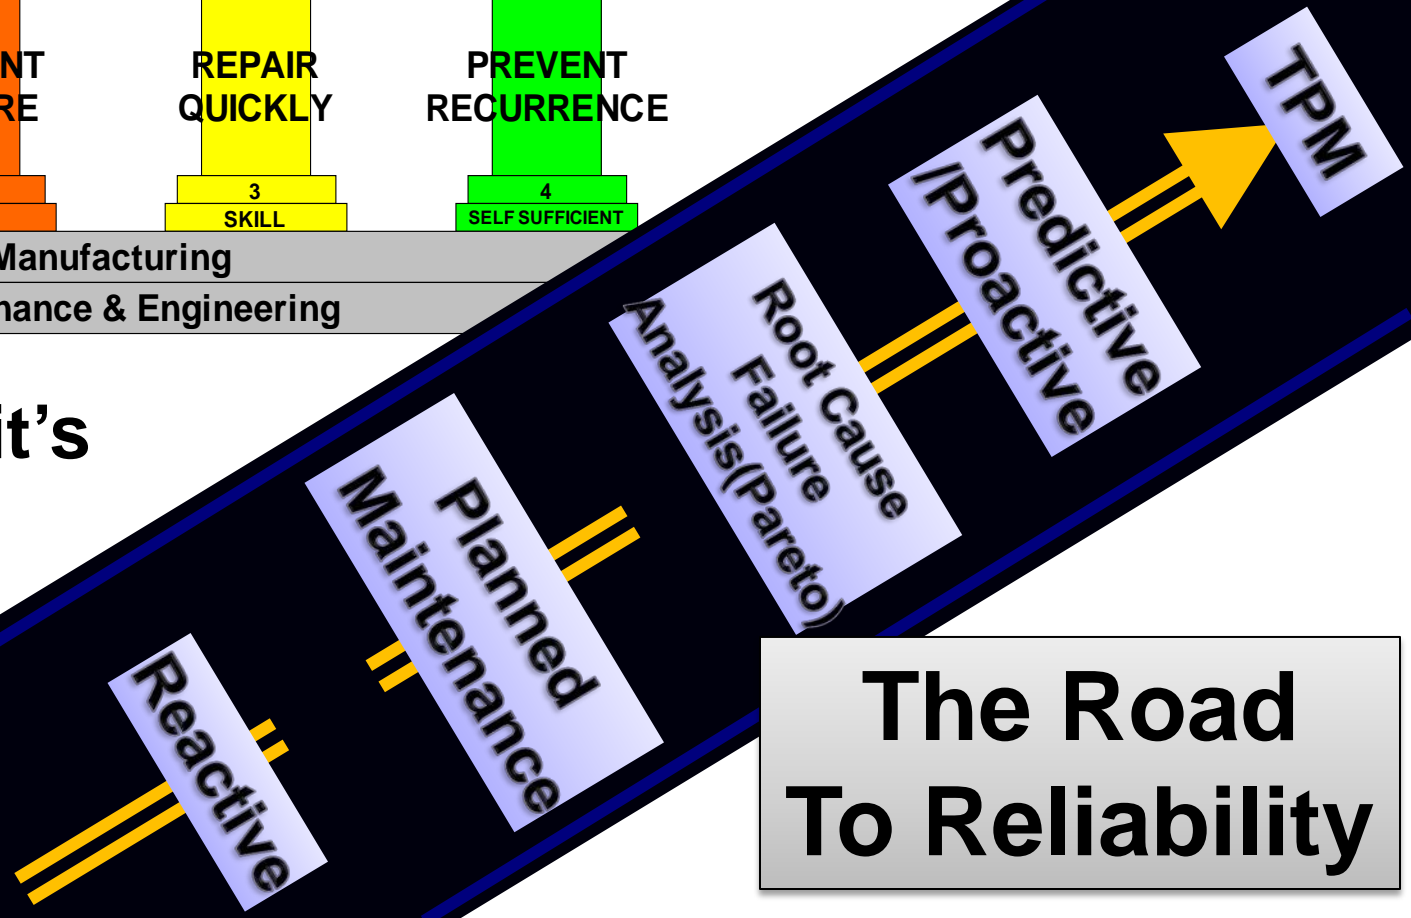 NT
RE
REPAIR
QUICKLY
3
SKILL
PREVENT
RECURRENCE
4
SELF SUFFICIENT
Manufacturing
nance & Engineering
it’s
Reactive
Planned
Maintenance
Root Cause
Failure
Analysis(Pareto)
Predictive
/Proactive
TPM
The Road
To Reliability